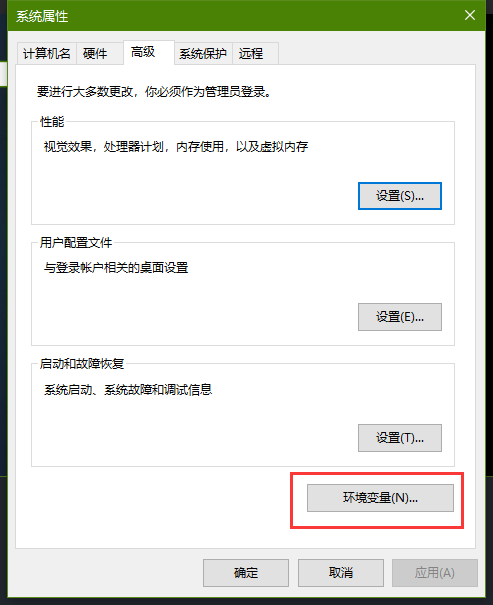 系统属性
计算机名 硬件 高级 系统保护 远程
要进行大多数更改，你必须作为管理员登录。
性能
视觉效果，处理器计划，内存使用，以及虚拟内存
设置(S)...
用户配置文件
与登录帐户相关的桌面设置
设置(E)...
启动和故障恢复
系统启动、系统故障和调试信息
设置(T)...
环境变量(N)...
确定 取消 应用(A)